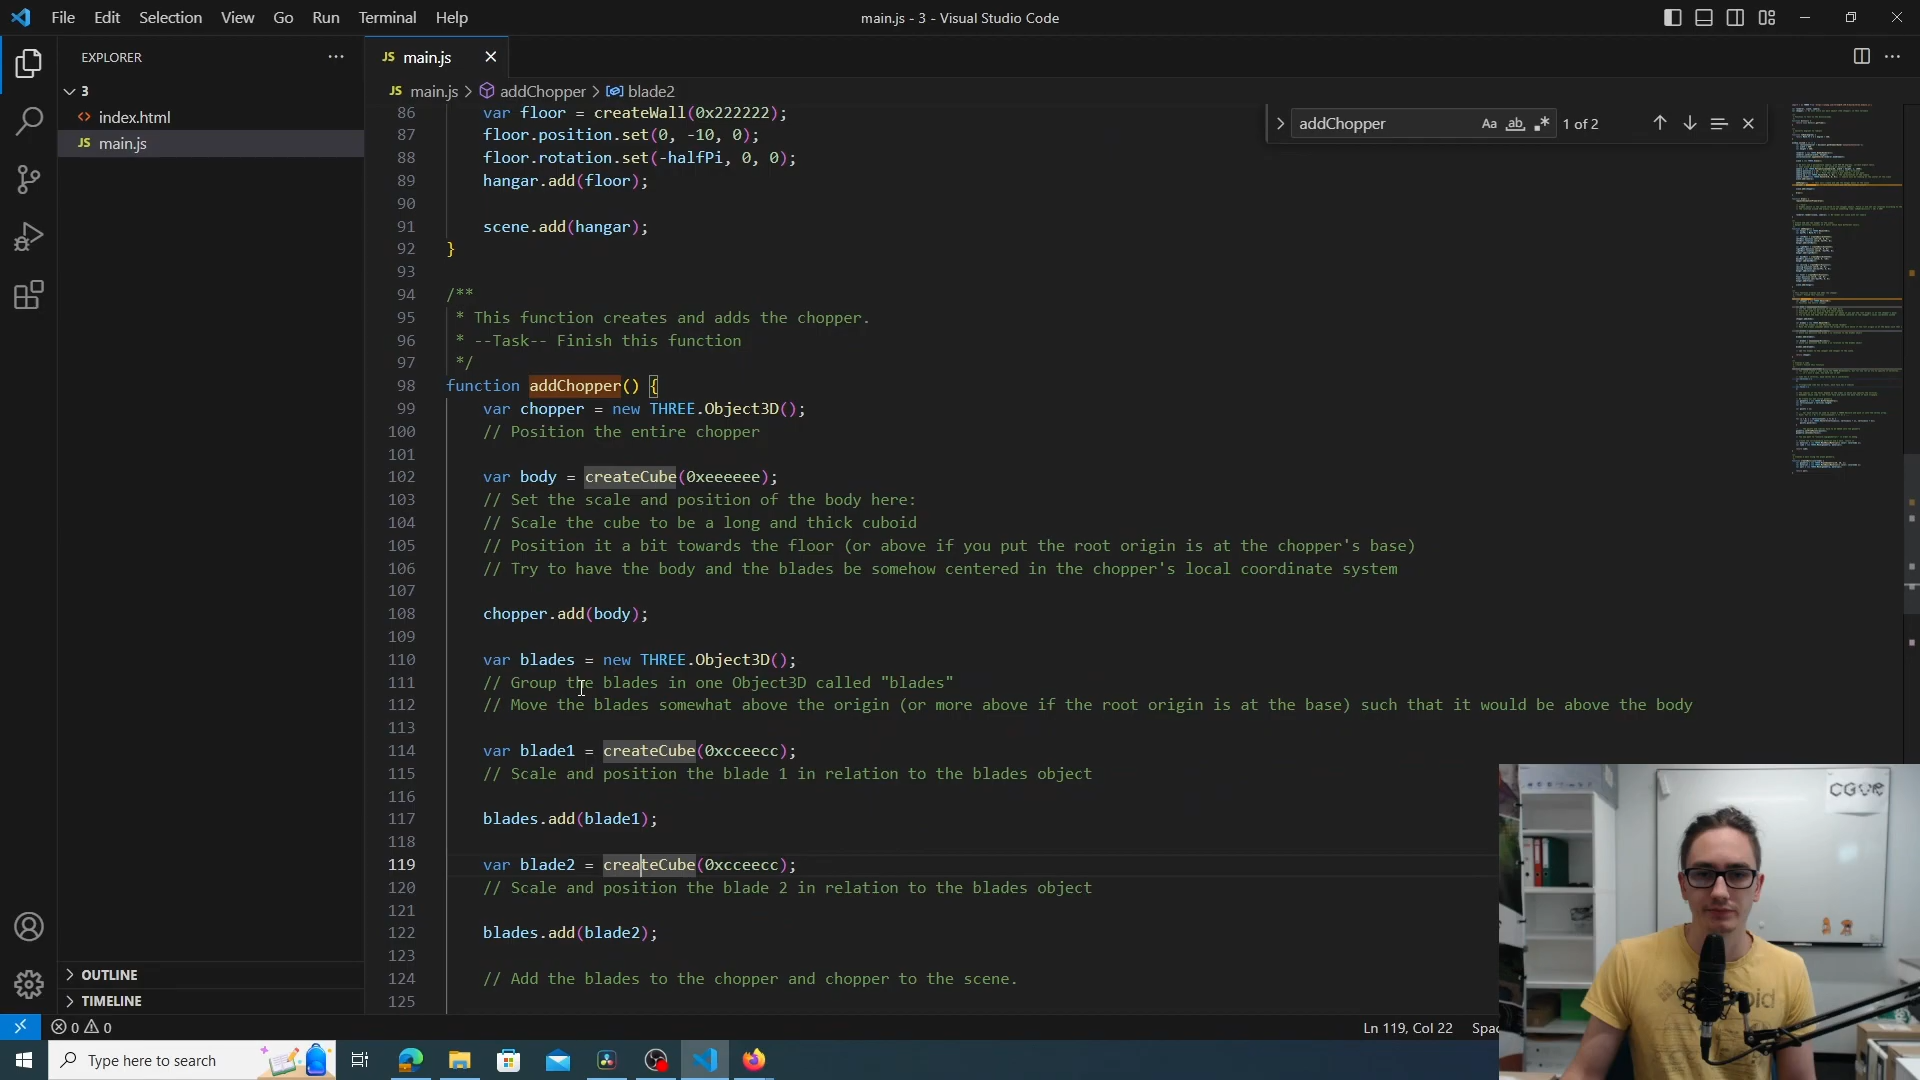 File Edit Selection View Go Run Terminal Help
main.js - 3 - Visual Studio Code
EXPLORER
3
index.html
JS main.js
JS main.js
JS main.js > addChopper > blade2
addChopper
Aa ab
1 of 2
86 var floor = createWall(0x222222);
87 floor.position.set(0, -10, 0);
88 floor.rotation.set(-halfPi, 0, 0);
89 hangar.add(floor);
90
91 scene.add(hangar);
92 }
93
94 /**
95 * This function creates and adds the chopper.
96 * --Task-- Finish this function
97 */
98 function addChopper() {
99 var chopper = new THREE.Object3D();
100 // Position the entire chopper
101
102 var body = createCube(0xeeeeee);
103 // Set the scale and position of the body here:
104 // Scale the cube to be a long and thick cuboid
105 // Position it a bit towards the floor (or above if you put the root origin is at the chopper's base)
106 // Try to have the body and the blades be somehow centered in the chopper's local coordinate system
107
108 chopper.add(body);
109
110 var blades = new THREE.Object3D();
111 // Group the blades in one Object3D called "blades"
112 // Move the blades somewhat above the origin (or more above if the root origin is at the base) such that it would be above the body
113
114 var blade1 = createCube(0xcceecc);
115 // Scale and position the blade 1 in relation to the blades object
116
117 blades.add(blade1);
118
119 var blade2 = createCube(0xcceecc);
120 // Scale and position the blade 2 in relation to the blades object
121
122 blades.add(blade2);
123
124 // Add the blades to the chopper and chopper to the scene.
125
OUTLINE
TIMELINE
0 0
Ln 119, Col 22 Spac
Type here to search
CGVE